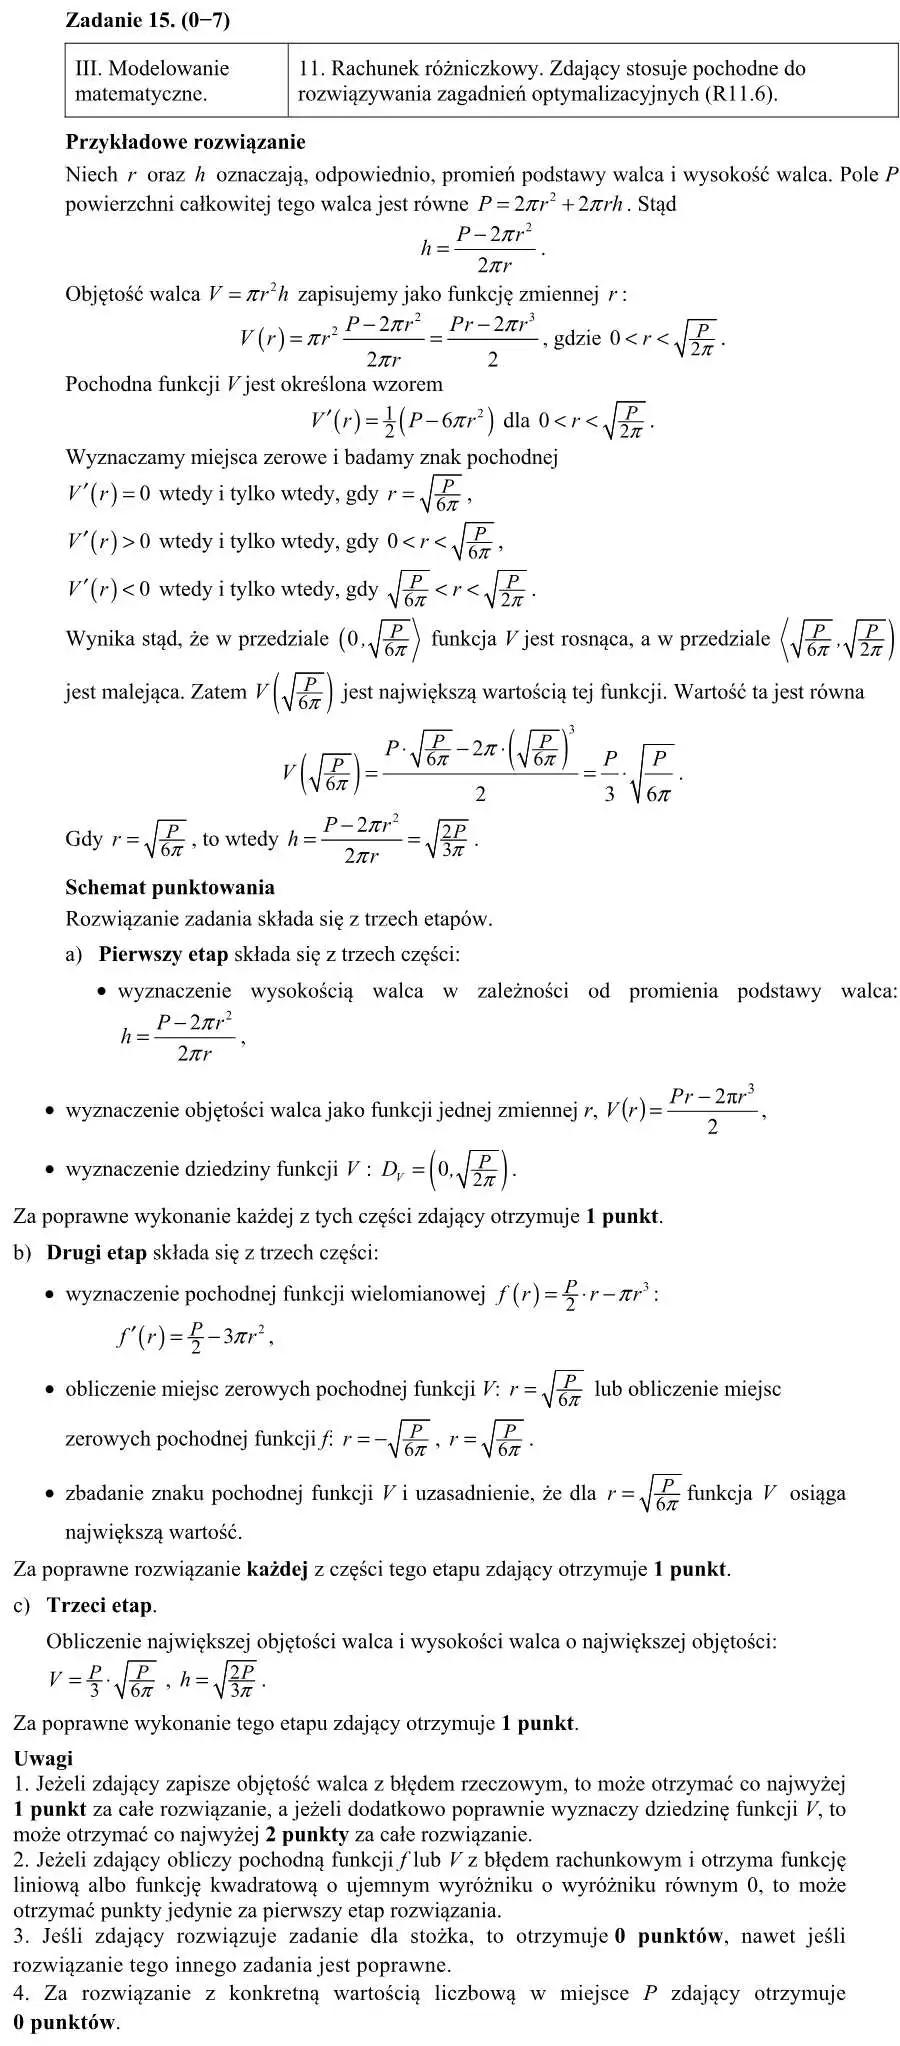 Zadanie 15. (0−7)
III. Modelowanie matematyczne.
11. Rachunek różniczkowy. Zdający stosuje pochodne do rozwiązywania zagadnień optymalizacyjnych (R11.6).
Przykładowe rozwiązanie
Niech r oraz h oznaczają, odpowiednio, promień podstawy walca i wysokość walca. Pole P
powierzchni całkowitej tego walca jest równe P = 2πr² + 2πrh. Stąd
h = (P − 2πr²)/(2πr).
Objętość walca V = πr²h zapisujemy jako funkcję zmiennej r:
V(r) = πr² (P − 2πr²)/(2πr) = (Pr − 2πr³)/2, gdzie 0 < r < √(P/2π).
Pochodna funkcji V jest określona wzorem
V′(r) = ½(P − 6πr²) dla 0 < r < √(P/2π).
Wyznaczamy miejsca zerowe i badamy znak pochodnej
V′(r) = 0 wtedy i tylko wtedy, gdy r = √(P/6π),
V′(r) > 0 wtedy i tylko wtedy, gdy 0 < r < √(P/6π),
V′(r) < 0 wtedy i tylko wtedy, gdy √(P/6π) < r < √(P/2π).
Wynika stąd, że w przedziale (0, √(P/6π)⟩ funkcja V jest rosnąca, a w przedziale ⟨√(P/6π), √(P/2π))
jest malejąca. Zatem V(√(P/6π)) jest największą wartością tej funkcji. Wartość ta jest równa
V(√(P/6π)) = (P·√(P/6π) − 2π·(√(P/6π))³)/2 = P/3 · √(P/6π).
Gdy r = √(P/6π), to wtedy h = (P − 2πr²)/(2πr) = √(2P/3π).
Schemat punktowania
Rozwiązanie zadania składa się z trzech etapów.
a) Pierwszy etap składa się z trzech części:
• wyznaczenie wysokością walca w zależności od promienia podstawy walca:
h = (P − 2πr²)/(2πr),
• wyznaczenie objętości walca jako funkcji jednej zmiennej r, V(r) = (Pr − 2πr³)/2,
• wyznaczenie dziedziny funkcji V : D_V = (0, √(P/2π)).
Za poprawne wykonanie każdej z tych części zdający otrzymuje 1 punkt.
b) Drugi etap składa się z trzech części:
• wyznaczenie pochodnej funkcji wielomianowej f(r) = P/2 · r − πr³:
f′(r) = P/2 − 3πr²,
• obliczenie miejsc zerowych pochodnej funkcji V: r = √(P/6π) lub obliczenie miejsc
zerowych pochodnej funkcji f: r = −√(P/6π), r = √(P/6π).
• zbadanie znaku pochodnej funkcji V i uzasadnienie, że dla r = √(P/6π) funkcja V osiąga
największą wartość.
Za poprawne rozwiązanie każdej z części tego etapu zdający otrzymuje 1 punkt.
c) Trzeci etap.
Obliczenie największej objętości walca i wysokości walca o największej objętości:
V = P/3 · √(P/6π), h = √(2P/3π).
Za poprawne wykonanie tego etapu zdający otrzymuje 1 punkt.
Uwagi
1. Jeżeli zdający zapisze objętość walca z błędem rzeczowym, to może otrzymać co najwyżej
1 punkt za całe rozwiązanie, a jeżeli dodatkowo poprawnie wyznaczy dziedzinę funkcji V, to
może otrzymać co najwyżej 2 punkty za całe rozwiązanie.
2. Jeżeli zdający obliczy pochodną funkcji f lub V z błędem rachunkowym i otrzyma funkcję
liniową albo funkcję kwadratową o ujemnym wyróżniku o wyróżniku równym 0, to może
otrzymać punkty jedynie za pierwszy etap rozwiązania.
3. Jeśli zdający rozwiązuje zadanie dla stożka, to otrzymuje 0 punktów, nawet jeśli
rozwiązanie tego innego zadania jest poprawne.
4. Za rozwiązanie z konkretną wartością liczbową w miejsce P zdający otrzymuje
0 punktów.